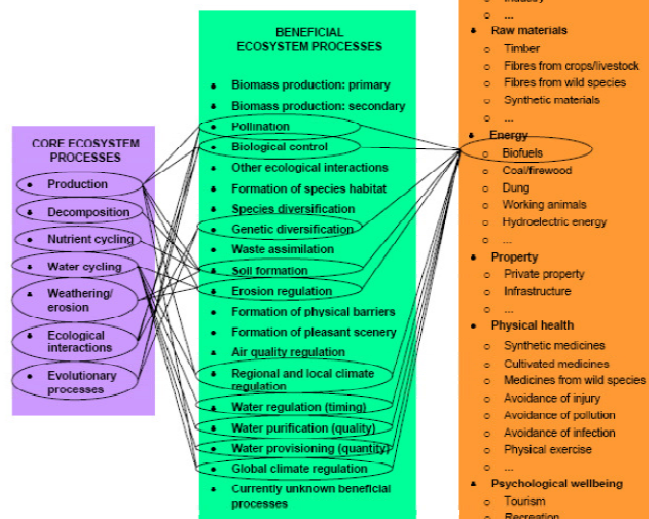 CORE ECOSYSTEM
PROCESSES
Production
Decomposition
Nutrient cycling
Water cycling
Weathering/
erosion
Ecological
interactions
Evolutionary
processes
BENEFICIAL
ECOSYSTEM PROCESSES
Biomass production: primary
Biomass production: secondary
Pollination
Biological control
Other ecological interactions
Formation of species habitat
Species diversification
Genetic diversification
Waste assimilation
Soil formation
Erosion regulation
Formation of physical barriers
Formation of pleasant scenery
Air quality regulation
Regional and local climate
regulation
Water regulation (timing)
Water purification (quality)
Water provisioning (quantity)
Global climate regulation
Currently unknown beneficial
processes
...
Raw materials
Timber
Fibres from crops/livestock
Fibres from wild species
Synthetic materials
...
Energy
Biofuels
Coal/firewood
Dung
Working animals
Hydroelectric energy
...
Property
Private property
Infrastructure
...
Physical health
Synthetic medicines
Cultivated medicines
Medicines from wild species
Avoidance of injury
Avoidance of pollution
Avoidance of infection
Physical exercise
...
Psychological wellbeing
Tourism
Recreation